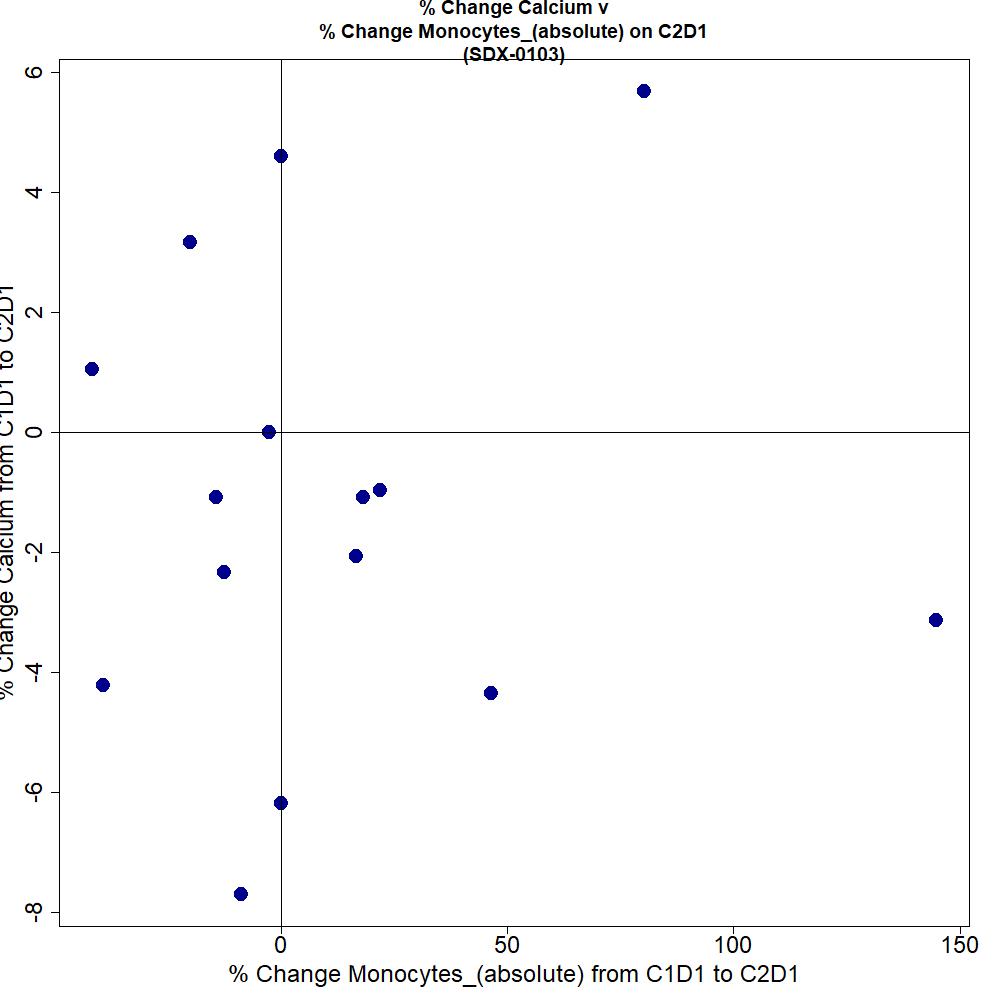 % Change Calcium v
% Change Monocytes_(absolute) on C2D1
(SDX-0103)
6
4
2
0
-2
-4
-6
-8
% Change Calcium from C1D1 to C2D1
0
50
100
150
% Change Monocytes_(absolute) from C1D1 to C2D1